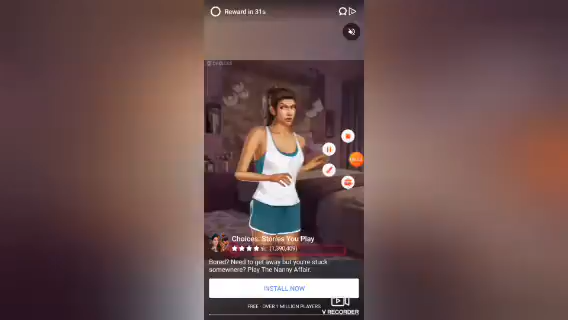 Reward in 31s
Choices: Stories You Play
(1,390,409)
Bored? Need to get away but you're stuck
somewhere? Play The Nanny Affair.
INSTALL NOW
FREE · OVER 1 MILLION PLAYERS
V RECORDER